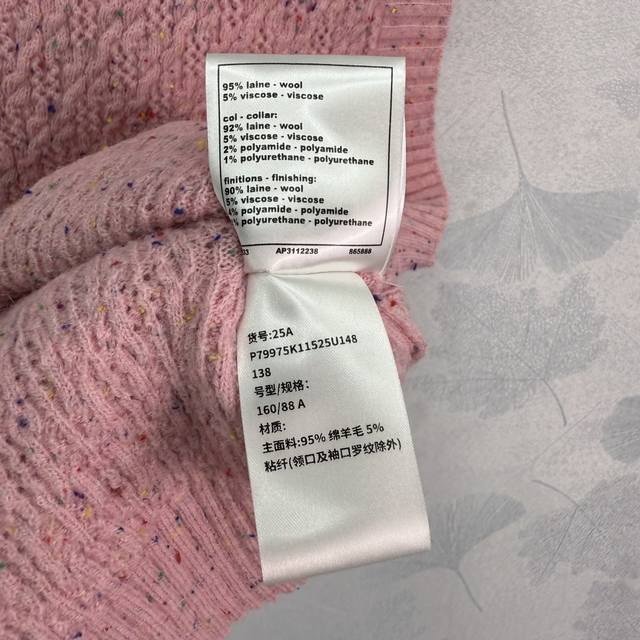 95% laine - wool
5% viscose - viscose
col - collar:
92% laine - wool
5% viscose - viscose
2% polyamide - polyamide
1% polyurethane - polyurethane
finitions - finishing:
90% laine - wool
5% viscose - viscose
4% polyamide - polyamide
% polyurethane - polyurethane
AP3112238 865888
货号:25A
P79975K11525U148
138
号型/规格:
160/88 A
材质:
主面料:95% 绵羊毛 5%
粘纤(领口及袖口罗纹除外)